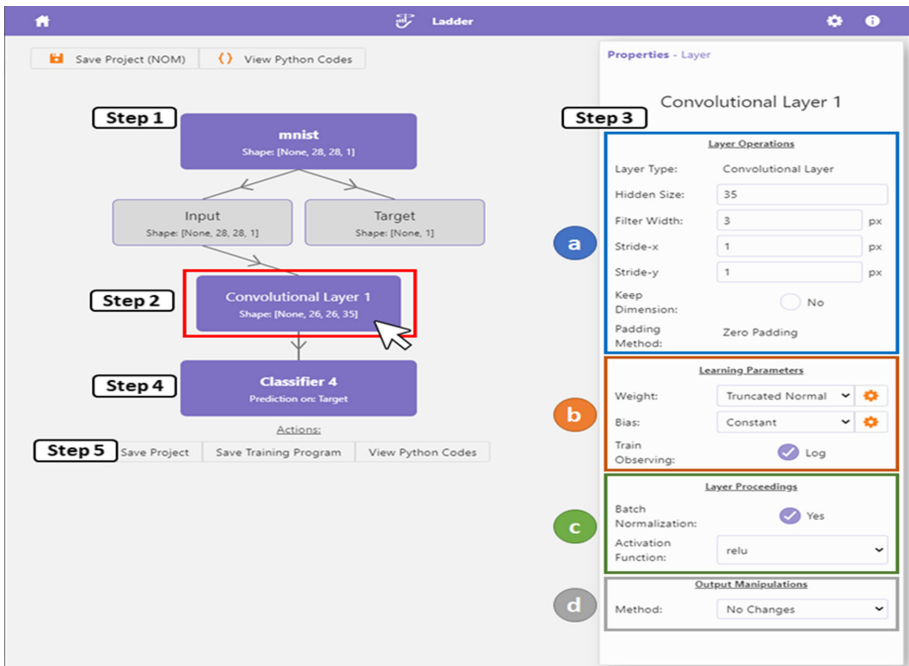 Ladder
Save Project (NOM)
View Python Codes
Step 1
mnist
Shape: [None, 28, 28, 1]
Input
Shape: [None, 28, 28, 1]
Target
Shape: [None, 1]
Step 2
Convolutional Layer 1
Shape: [None, 26, 26, 35]
Step 4
Classifier 4
Prediction on: Target
Actions:
Step 5
Save Project
Save Training Program
View Python Codes
Properties - Layer
Convolutional Layer 1
Step 3
a
Layer Operations
Layer Type: Convolutional Layer
Hidden Size: 35
Filter Width: 3 px
Stride-x 1 px
Stride-y 1 px
Keep
Dimension: No
Padding
Method: Zero Padding
b
Learning Parameters
Weight: Truncated Normal
Bias: Constant
Train
Observing: Log
c
Layer Proceedings
Batch
Normalization: Yes
Activation
Function: relu
d
Output Manipulations
Method: No Changes